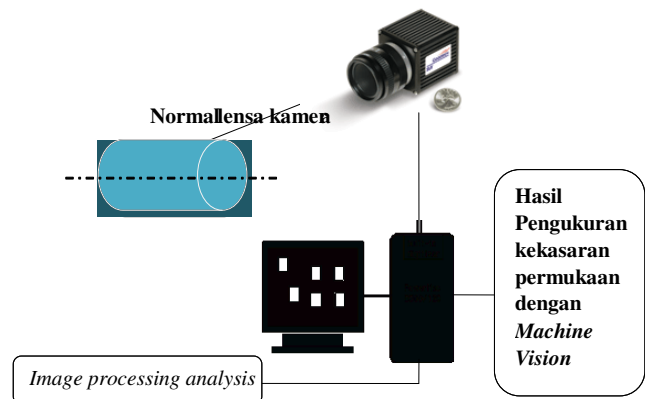 Normallensa kamera
Hasil
Pengukuran
kekasaran
permukaan
dengan
Machine
Vision
Image processing analysis